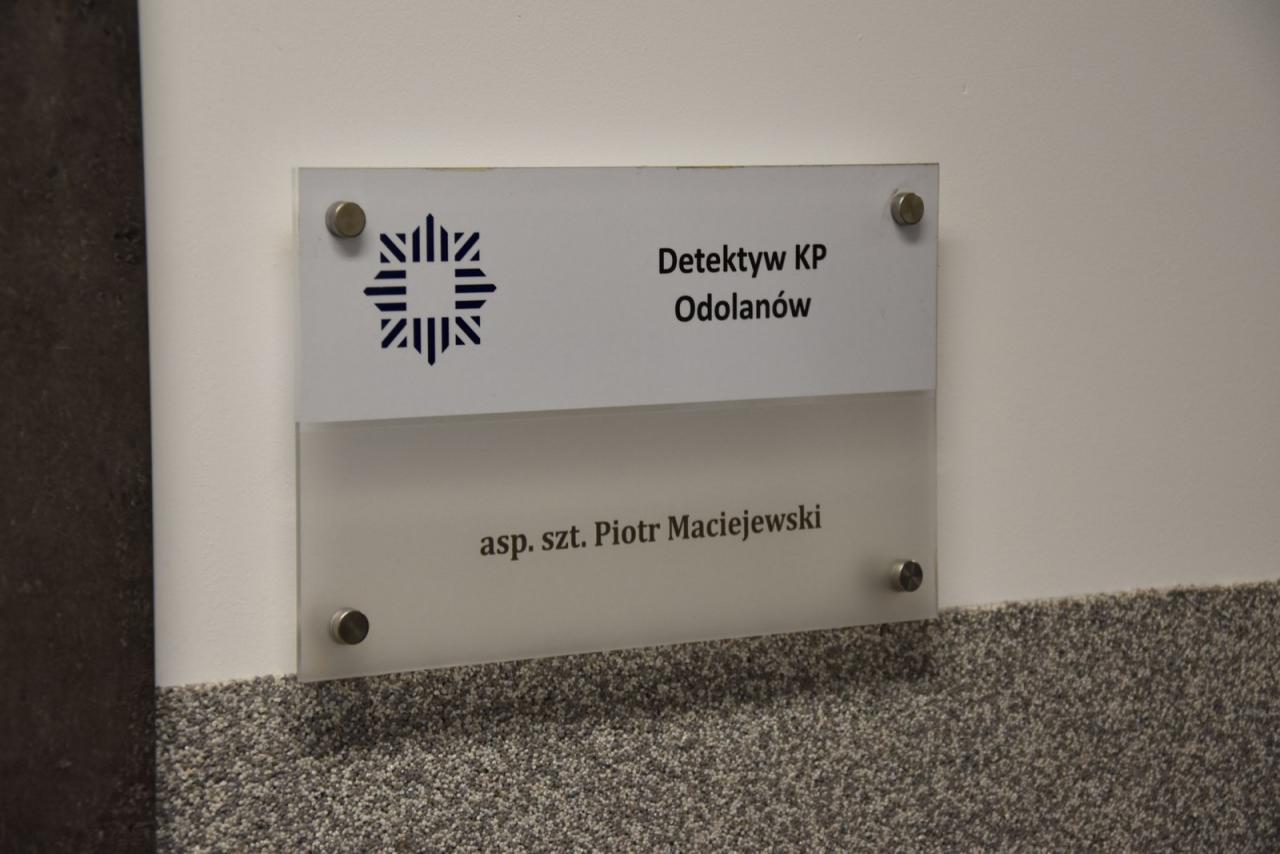 Detektyw KP
Odolanów
asp. szt. Piotr Maciejewski